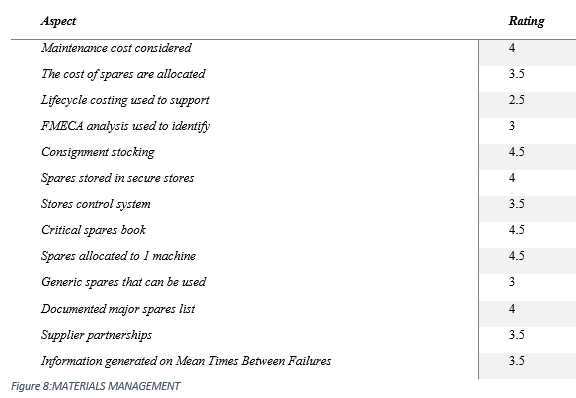 Aspect Rating
Maintenance cost considered 4
The cost of spares are allocated 3.5
Lifecycle costing used to support 2.5
FMECA analysis used to identify 3
Consignment stocking 4.5
Spares stored in secure stores 4
Stores control system 3.5
Critical spares book 4.5
Spares allocated to 1 machine 4.5
Generic spares that can be used 3
Documented major spares list 4
Supplier partnerships 3.5
Information generated on Mean Times Between Failures 3.5
Figure 8:MATERIALS MANAGEMENT